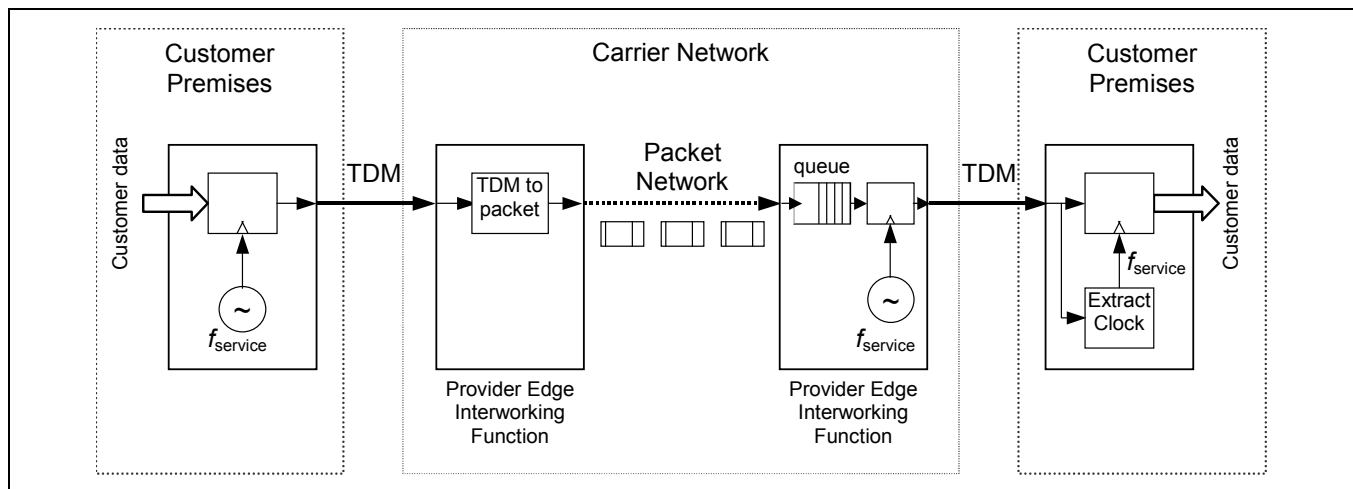 Customer
Premises
Customer data
TDM
~
fservice
Carrier Network
TDM to
packet
Packet
Network
Provider Edge
Interworking
Function
queue
~
fservice
Provider Edge
Interworking
Function
TDM
Customer
Premises
fservice
Extract
Clock
Customer data